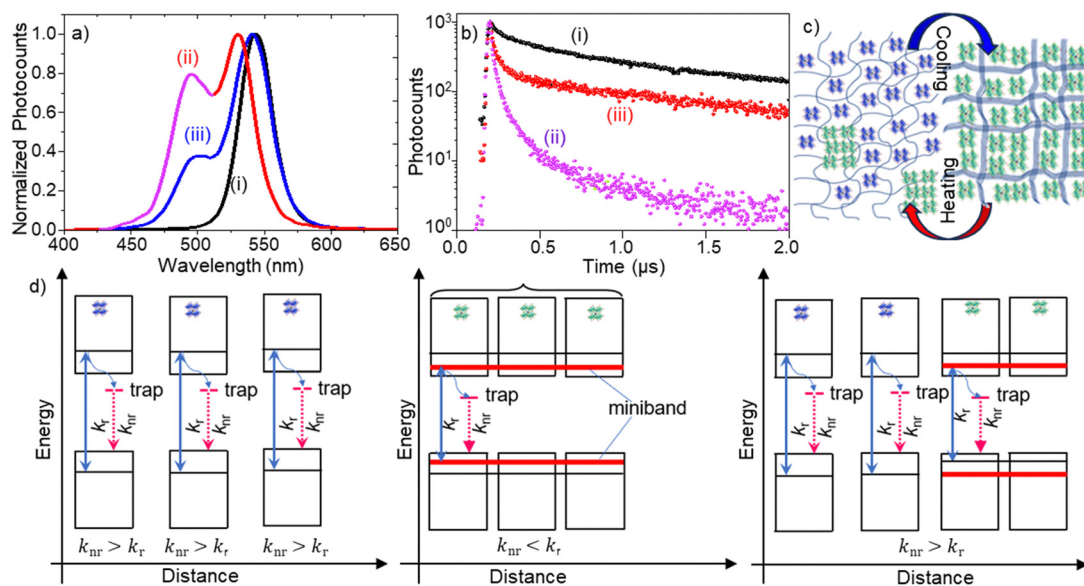 a)
(ii)
(iii)
(i)
Normalized Photocounts
1.0
0.8
0.6
0.4
0.2
0.0
400 450 500 550 600 650
Wavelength (nm)
b)
(i)
(iii)
(ii)
Photocounts
10³
10²
10¹
10⁰
0.0 0.5 1.0 1.5 2.0
Time (µs)
c)
Cooling
Heating
d)
Energy
trap trap trap
kr knr kr knr kr knr
knr > kr knr > kr knr > kr
Distance
Energy
trap
miniband
kr knr
knr < kr
Distance
Energy
trap trap trap
kr knr kr knr kr knr
knr > kr
Distance